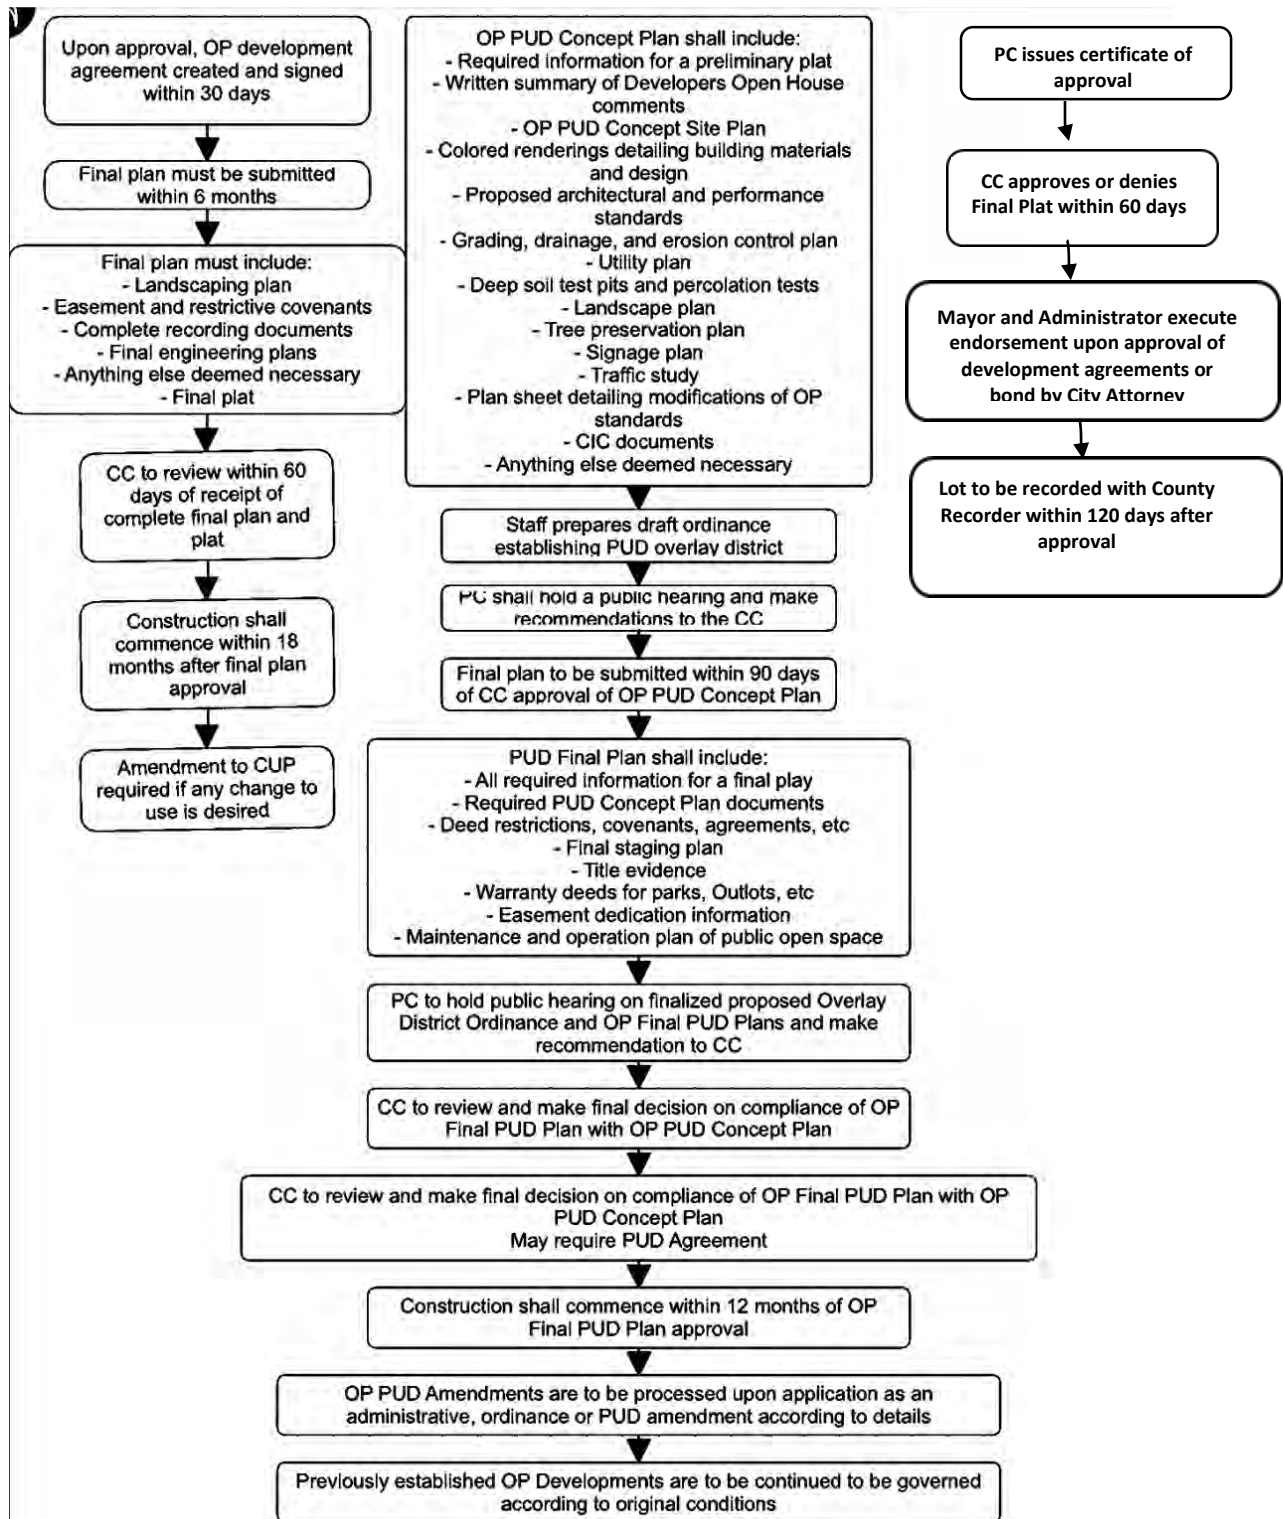 Upon approval, OP development
agreement created and signed
within 30 days
Final plan must be submitted
within 6 months
Final plan must include:
- Landscaping plan
- Easement and restrictive covenants
- Complete recording documents
- Final engineering plans
- Anything else deemed necessary
- Final plat
CC to review within 60
days of receipt of
complete final plan and
plat
Construction shall
commence within 18
months after final plan
approval
Amendment to CUP
required if any change to
use is desired
OP PUD Concept Plan shall include:
- Required information for a preliminary plat
- Written summary of Developers Open House
comments
- OP PUD Concept Site Plan
- Colored renderings detailing building materials
and design
- Proposed architectural and performance
standards
- Grading, drainage, and erosion control plan
- Utility plan
- Deep soil test pits and percolation tests
- Landscape plan
- Tree preservation plan
- Signage plan
- Traffic study
- Plan sheet detailing modifications of OP
standards
- CIC documents
- Anything else deemed necessary
Staff prepares draft ordinance
establishing PUD overlay district
PC shall hold a public hearing and make
recommendations to the CC
Final plan to be submitted within 90 days
of CC approval of OP PUD Concept Plan
PUD Final Plan shall include:
- All required information for a final play
- Required PUD Concept Plan documents
- Deed restrictions, covenants, agreements, etc
- Final staging plan
- Title evidence
- Warranty deeds for parks, Outlots, etc
- Easement dedication information
- Maintenance and operation plan of public open space
PC to hold public hearing on finalized proposed Overlay
District Ordinance and OP Final PUD Plans and make
recommendation to CC
CC to review and make final decision on compliance of OP
Final PUD Plan with OP PUD Concept Plan
CC to review and make final decision on compliance of OP Final PUD Plan with OP
PUD Concept Plan
May require PUD Agreement
Construction shall commence within 12 months of OP
Final PUD Plan approval
OP PUD Amendments are to be processed upon application as an
administrative, ordinance or PUD amendment according to details
Previously established OP Developments are to be continued to be governed
according to original conditions
PC issues certificate of
approval
CC approves or denies
Final Plat within 60 days
Mayor and Administrator execute
endorsement upon approval of
development agreements or
bond by City Attorney
Lot to be recorded with County
Recorder within 120 days after
approval